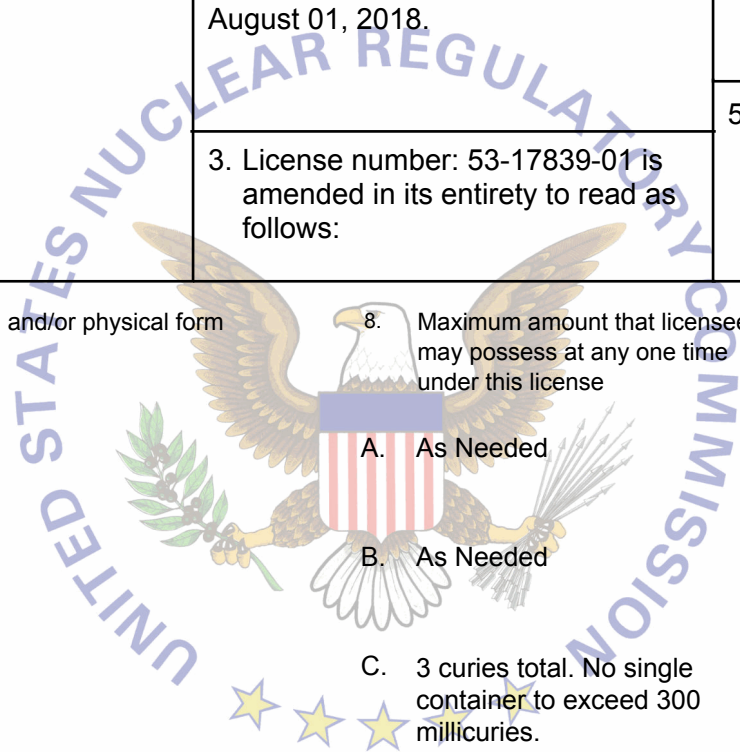 August 01, 2018.
5
3. License number: 53-17839-01 is
amended in its entirety to read as
follows:
and/or physical form
8. Maximum amount that licensee
may possess at any one time
under this license
A. As Needed
B. As Needed
C. 3 curies total. No single
container to exceed 300
millicuries.
UNITED STATES NUCLEAR REGULATORY COMMISSION